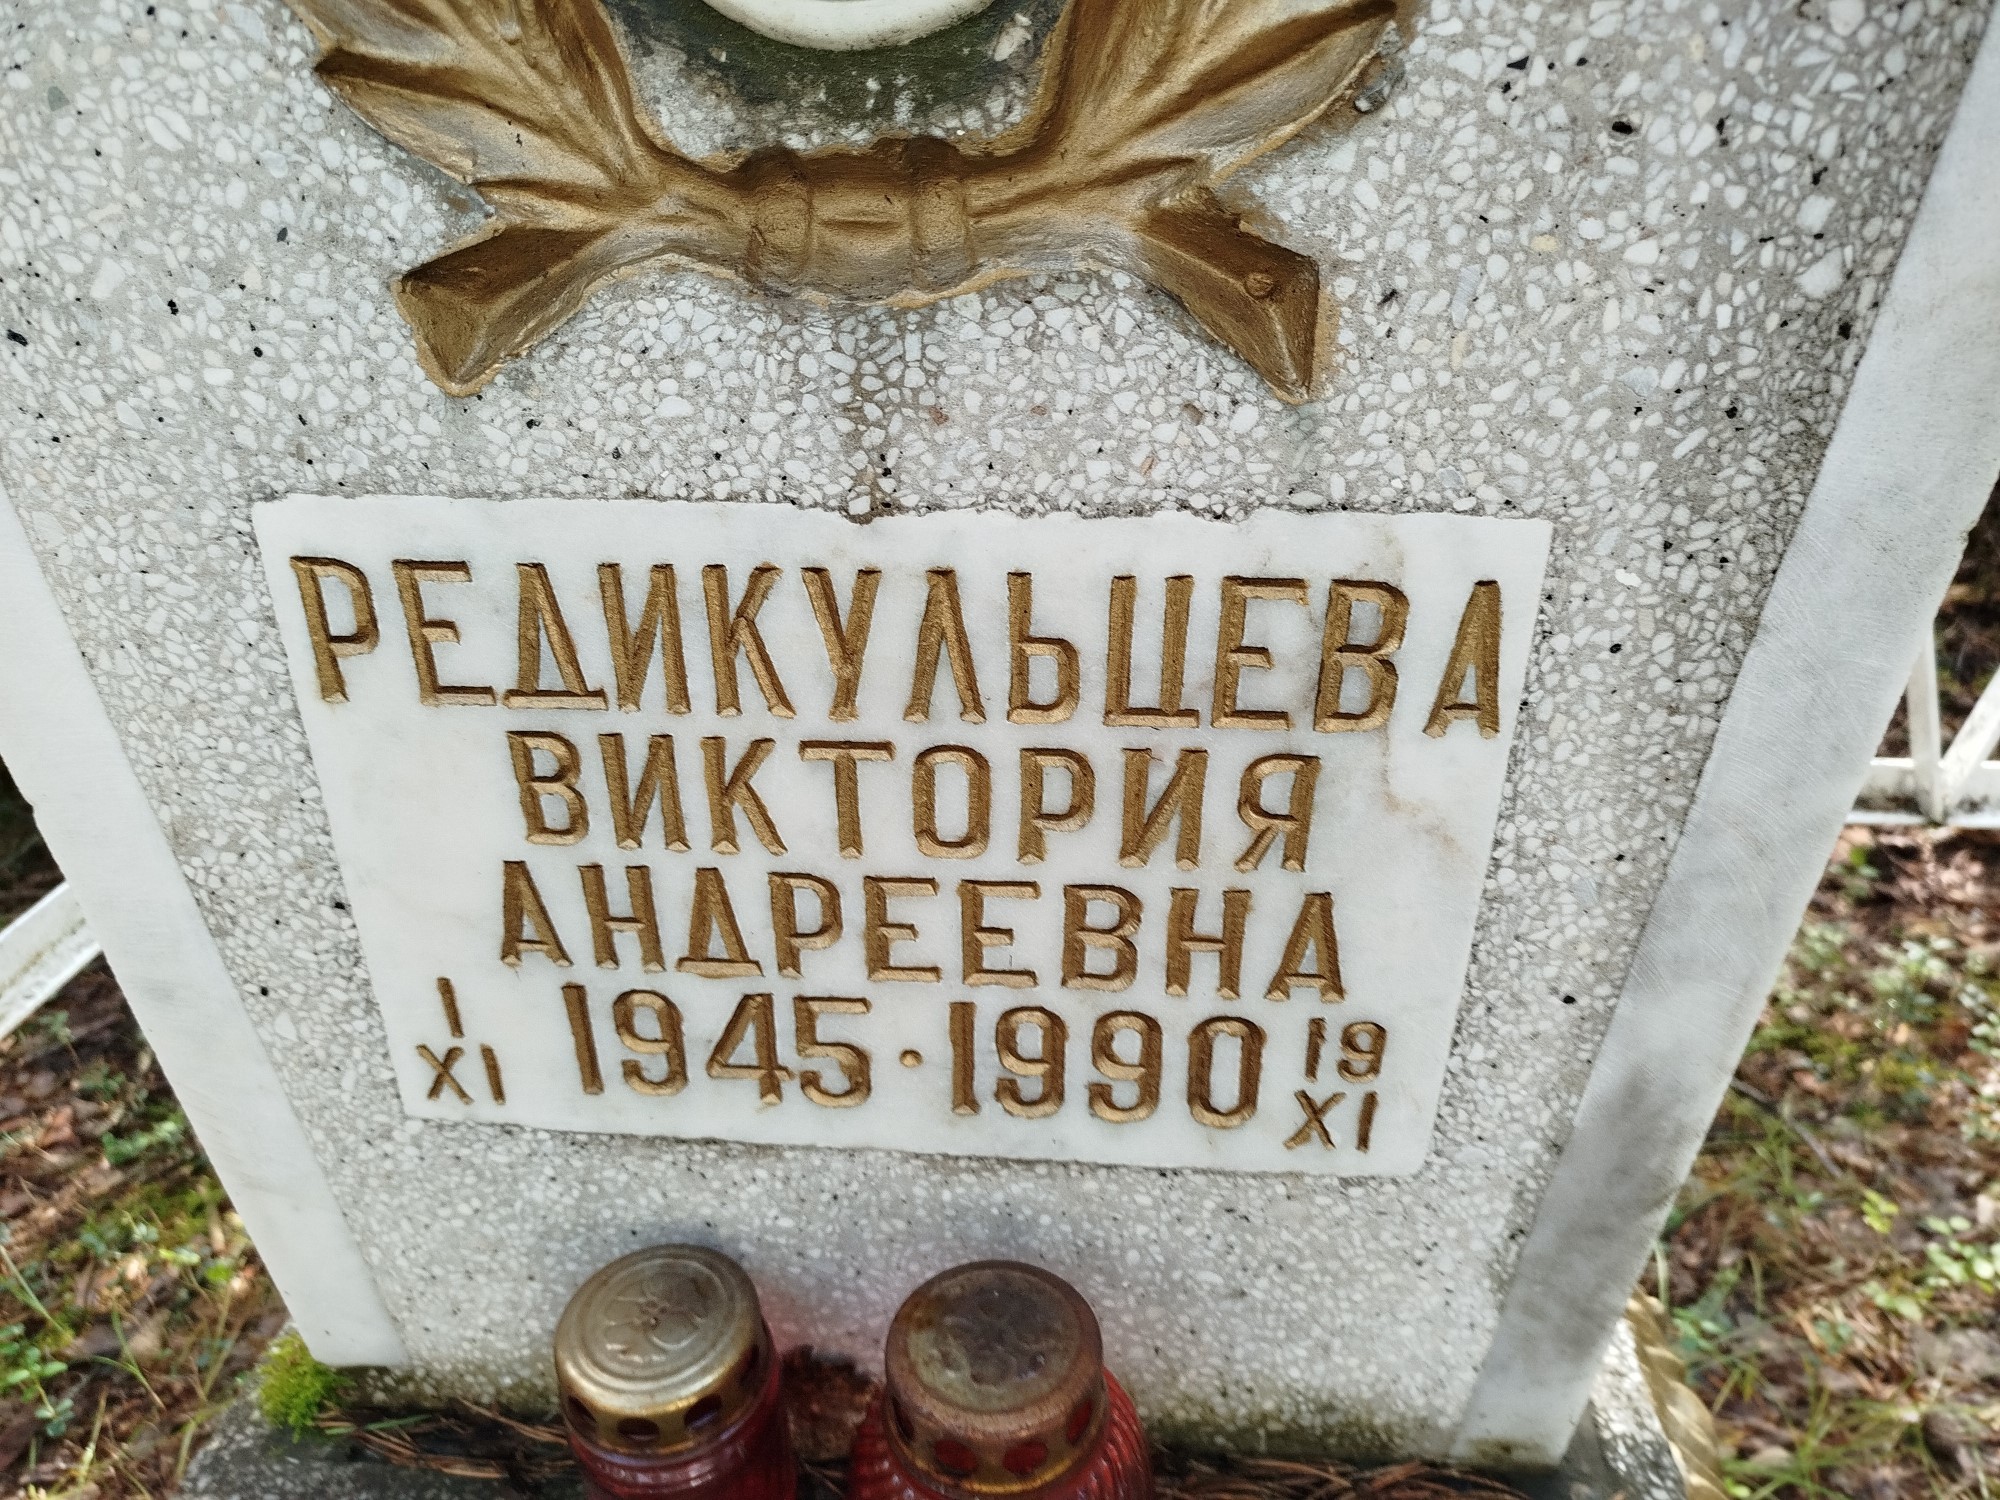 РЕДИКУЛЬЦЕВА
ВИКТОРИЯ
АНДРЕЕВНА
I XI 1945 · 1990 19 XI